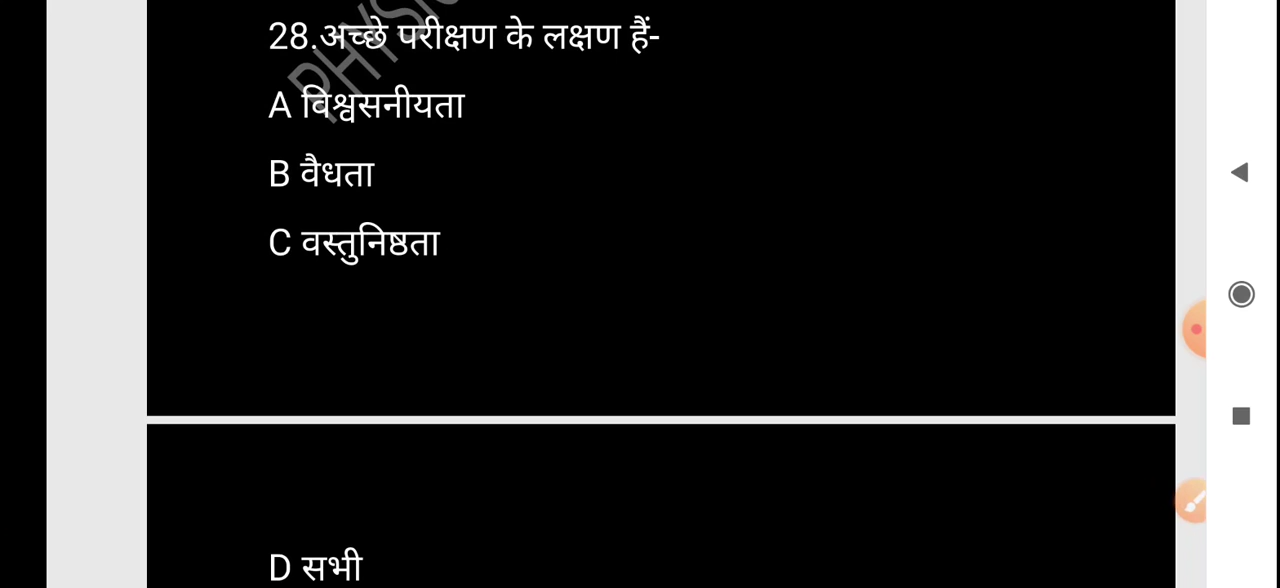 28.अच्छे परीक्षण के लक्षण हैं-
A विश्वसनीयता
B वैधता
C वस्तुनिष्ठता
D सभी